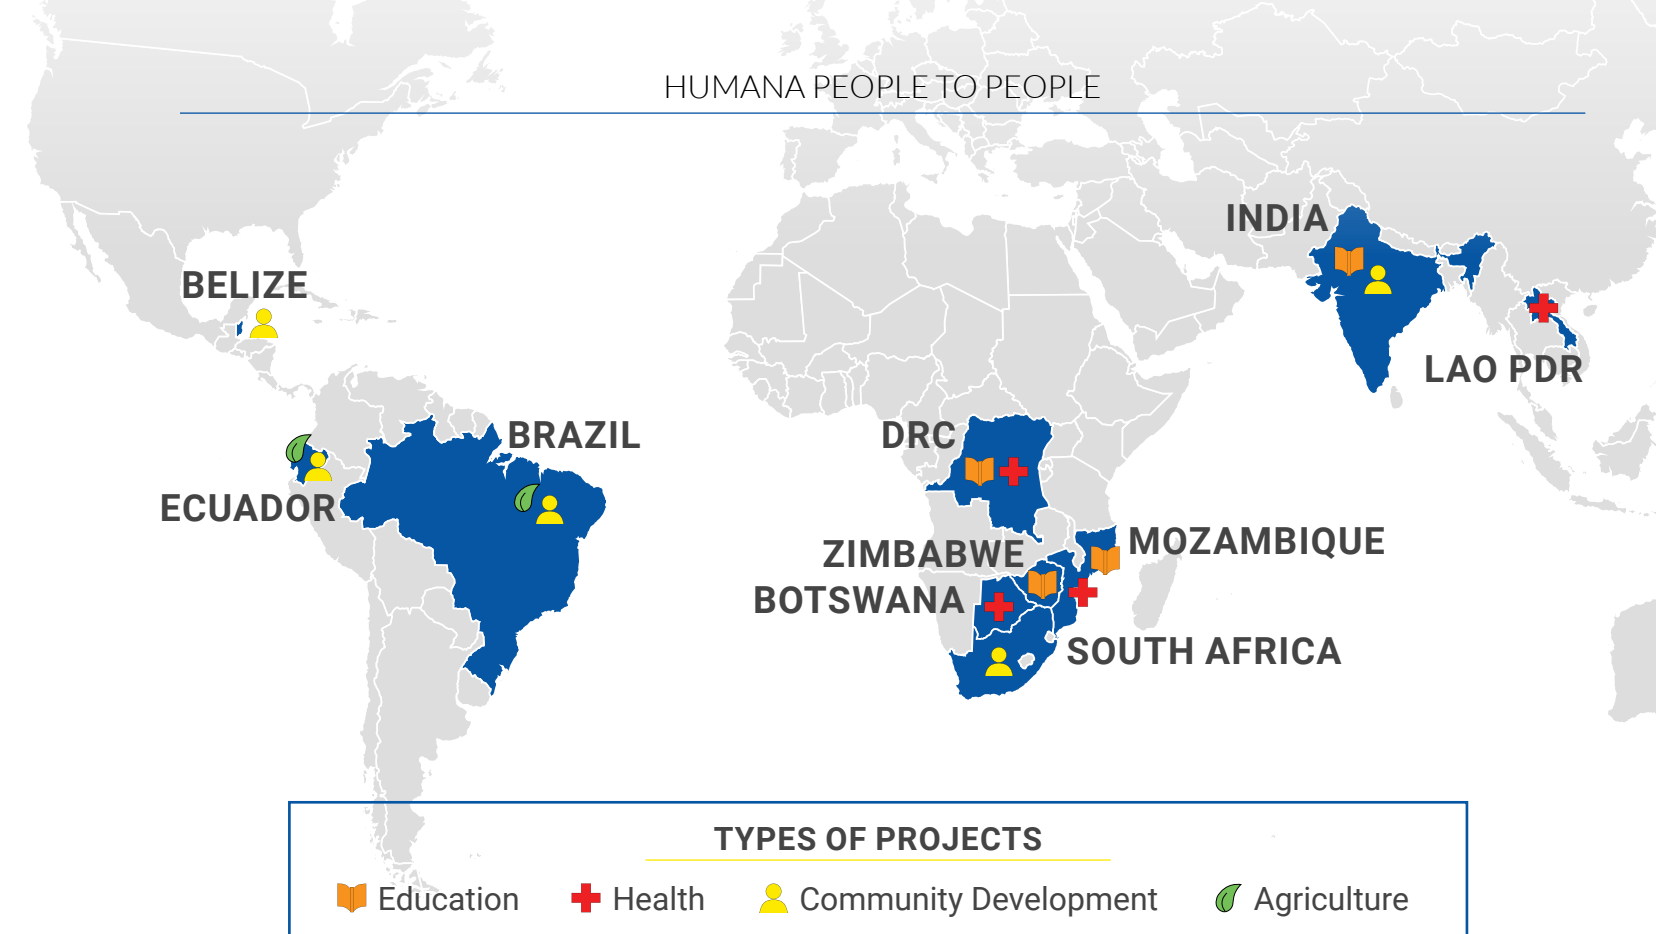 HUMANA PEOPLE TO PEOPLE
INDIA
BELIZE
LAO PDR
BRAZIL
DRC
ECUADOR
MOZAMBIQUE
ZIMBABWE
BOTSWANA
SOUTH AFRICA
TYPES OF PROJECTS
Education
Health
Community Development
Agriculture